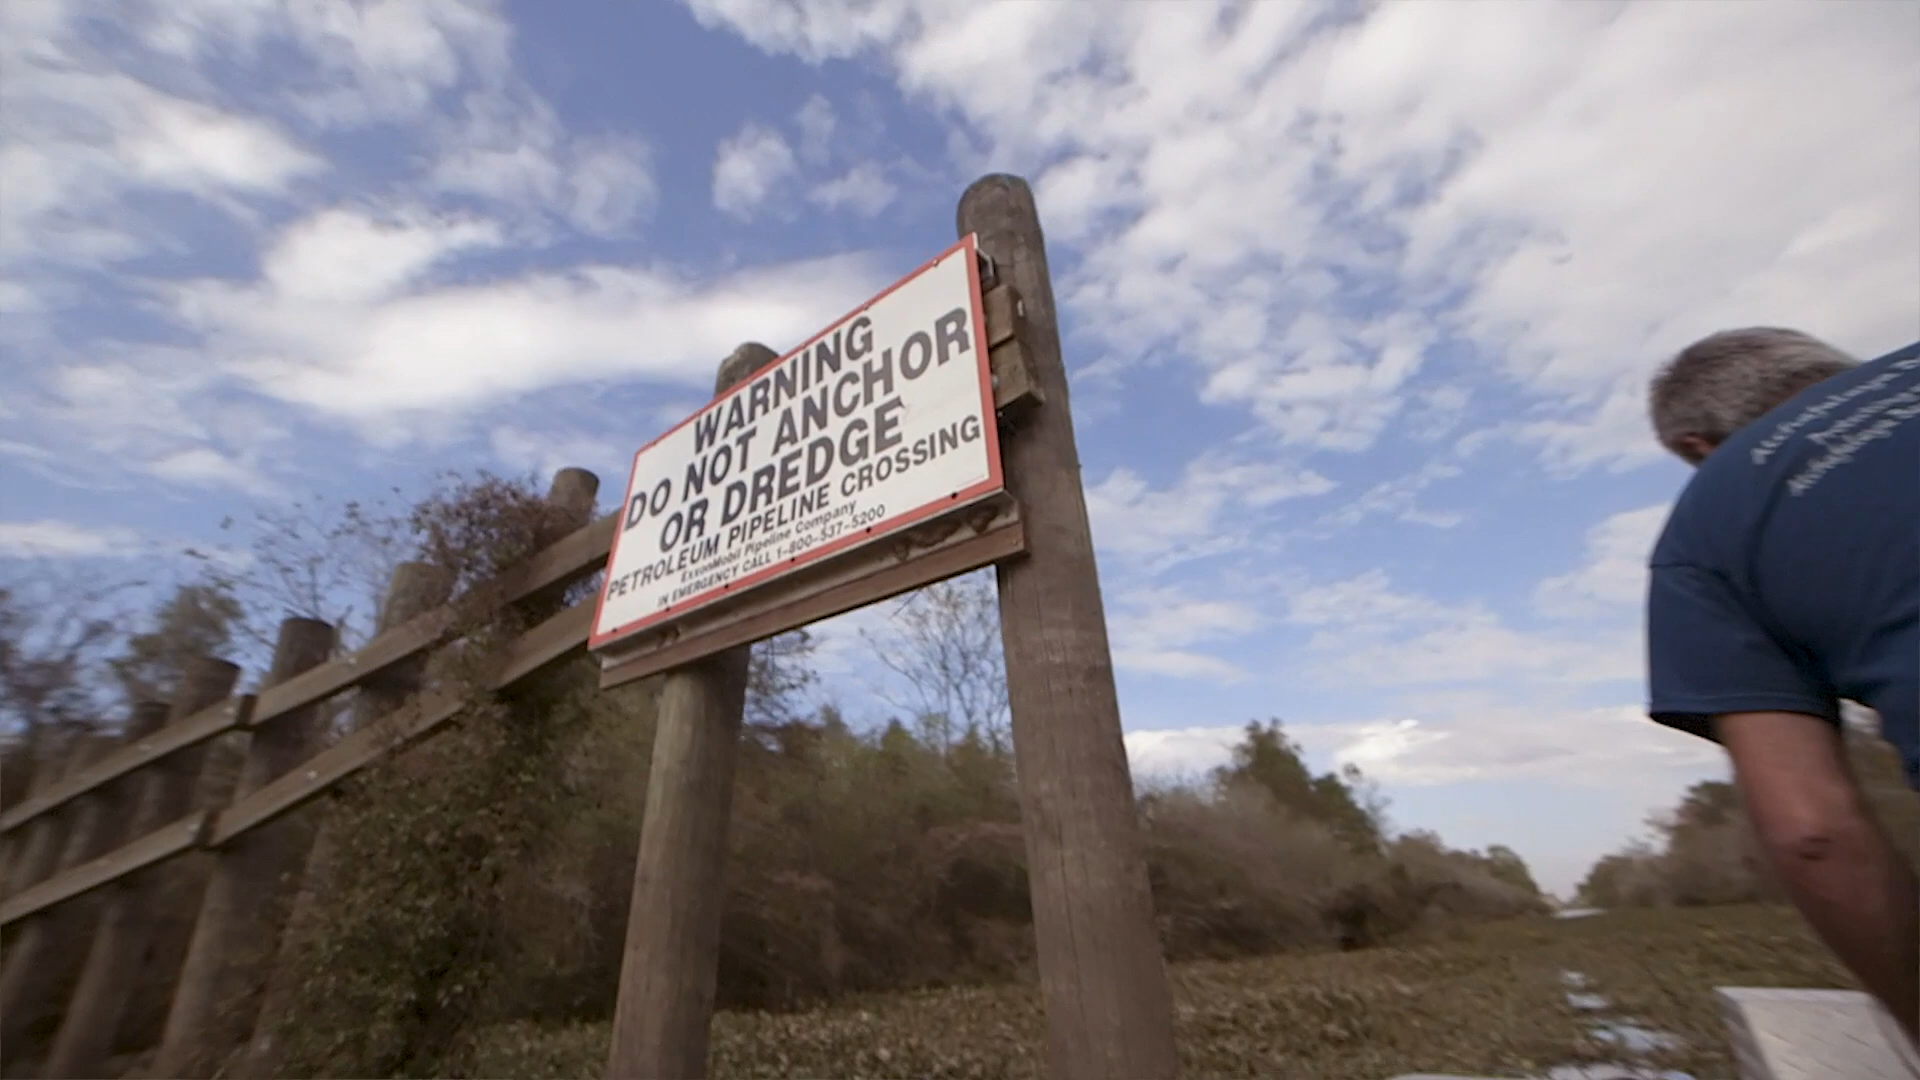 WARNING
DO NOT ANCHOR
OR DREDGE
PETROLEUM PIPELINE CROSSING
ExxonMobil Pipeline Company
IN EMERGENCY CALL 1-800-537-5200